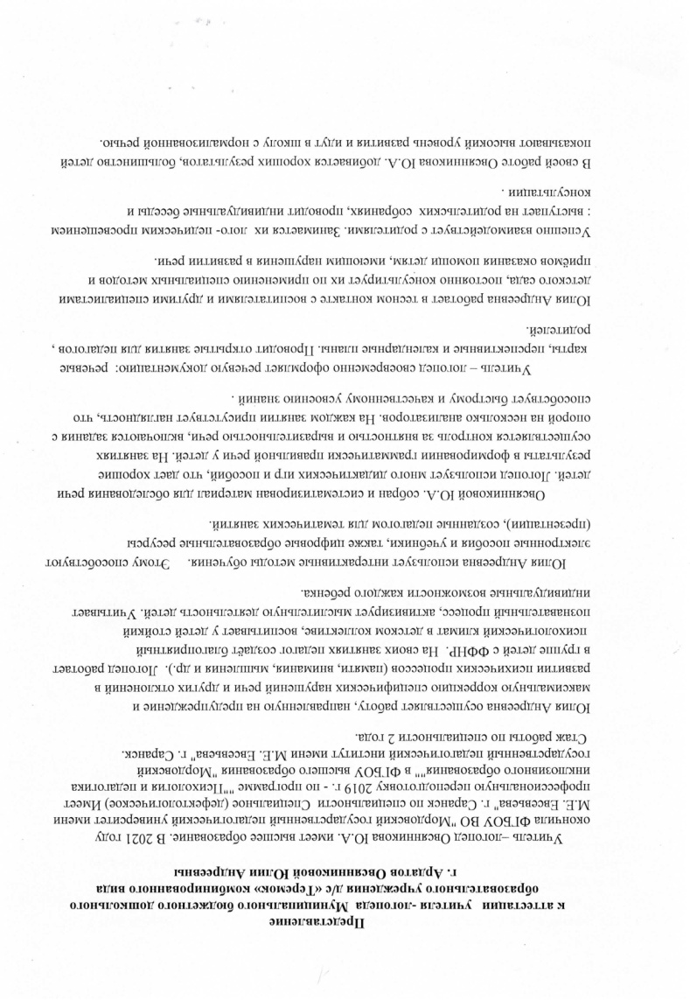 Представление
к аттестации учителя -логопеда Муниципального бюджетного дошкольного
образовательного учреждения д/с «Теремок» комбинированного вида
г. Ардатов Овсянниковой Юлии Андреевны
Учитель –логопед Овсянникова Ю.А. имеет высшее образование. В 2021 году
окончила ФГБОУ ВО "Мордовский государственный педагогический университет имени
М.Е. Евсевьева" г. Саранск по специальности Специальное (дефектологическое) Имеет
профессиональную переподготовку 2019 г. - по программе ""Психология и педагогика
инклюзивного образования"" в ФГБОУ высшего образования "Мордовский
государственный педагогический институт имени М.Е. Евсевьева" г. Саранск.
Стаж работы по специальности 2 года.
Юлия Андреевна осуществляет работу, направленную на предупреждение и
максимальную коррекцию специфических нарушений речи и других отклонений в
развитии психических процессов (памяти, внимания, мышления и др.). Логопед работает
в группе детей с ФФНР. На своих занятиях педагог создаёт благоприятный
психологический климат в детском коллективе, воспитывает у детей стойкий
познавательный процесс, активизирует мыслительную деятельность детей. Учитывает
индивидуальные возможности каждого ребенка.
Юлия Андреевна использует интерактивные методы обучения. Этому способствуют
электронные пособия и учебники, также цифровые образовательные ресурсы
(презентации), созданные педагогом для тематических занятий.
Овсянниковой Ю.А. собран и систематизирован материал для обследования речи
детей. Логопед использует много дидактических игр и пособий, что дает хорошие
результаты в формировании грамматически правильной речи у детей. На занятиях
осуществляется контроль за внятностью и выразительностью речи, включаются задания с
опорой на несколько анализаторов. На каждом занятии присутствует наглядность, что
способствует быстрому и качественному усвоению знаний .
Учитель – логопед своевременно оформляет речевую документацию: речевые
карты, перспективные и календарные планы. Проводит открытые занятия для педагогов ,
родителей.
Юлия Андреевна работает в тесном контакте с воспитателями и другими специалистами
детского сада, постоянно консультирует их по применению специальных методов и
приёмов оказания помощи детям, имеющим нарушения в развитии речи.
Успешно взаимодействует с родителями. Занимается их лого- педическим просвещением
: выступает на родительских собраниях, проводит индивидуальные беседы и
консультации .
В своей работе Овсянникова Ю.А. добивается хороших результатов, большинство детей
показывают высокий уровень развития и идут в школу с нормализованной речью.